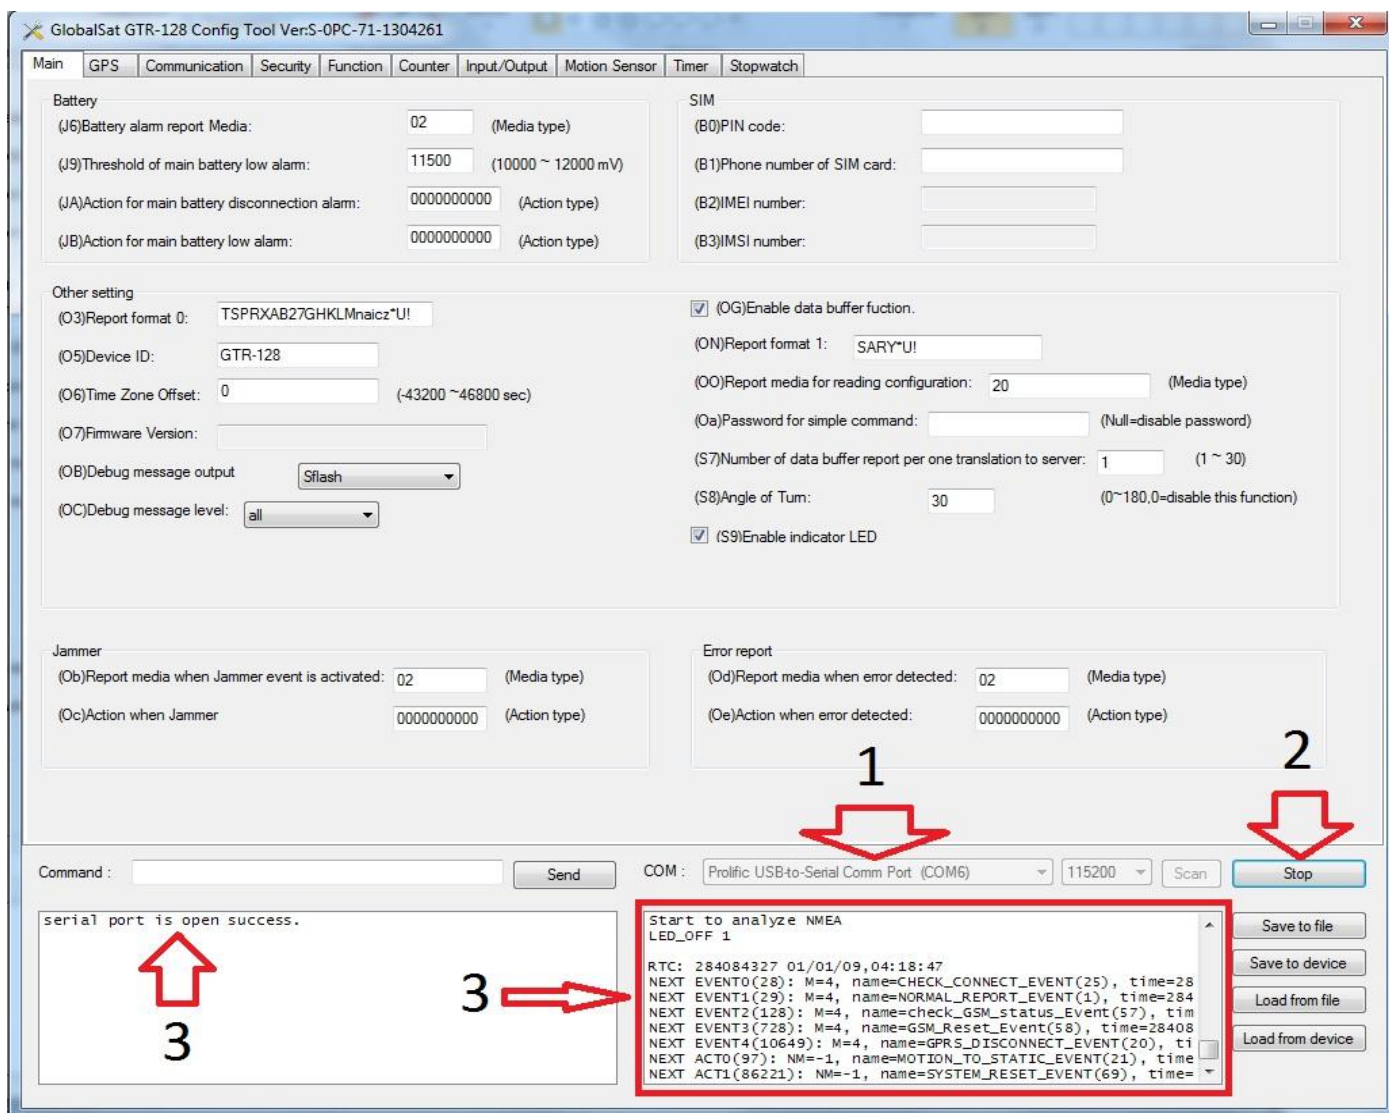 GlobalSat GTR-128 Config Tool Ver:S-0PC-71-1304261
Main GPS Communication Security Function Counter Input/Output Motion Sensor Timer Stopwatch
Battery
(J6)Battery alarm report Media: 02 (Media type)
(J9)Threshold of main battery low alarm: 11500 (10000 ~ 12000 mV)
(JA)Action for main battery disconnection alarm: 0000000000 (Action type)
(JB)Action for main battery low alarm: 0000000000 (Action type)
SIM
(B0)PIN code:
(B1)Phone number of SIM card:
(B2)IMEI number:
(B3)IMSI number:
Other setting
(O3)Report format 0: TSPRXAB27GHKLMnaicz*U!
(O5)Device ID: GTR-128
(O6)Time Zone Offset: 0 (-43200 ~46800 sec)
(O7)Firmware Version:
(OB)Debug message output Sflash
(OC)Debug message level: all
(OG)Enable data buffer fuction.
(ON)Report format 1: SARY*U!
(OO)Report media for reading configuration: 20 (Media type)
(Oa)Password for simple command: (Null=disable password)
(S7)Number of data buffer report per one translation to server: 1 (1 ~ 30)
(S8)Angle of Turn: 30 (0~180,0=disable this function)
(S9)Enable indicator LED
Jammer
(Ob)Report media when Jammer event is activated: 02 (Media type)
(Oc)Action when Jammer 0000000000 (Action type)
Error report
(Od)Report media when error detected: 02 (Media type)
(Oe)Action when error detected: 0000000000 (Action type)
1
2
Command : Send
COM : Prolific USB-to-Serial Comm Port (COM6) 115200 Scan Stop
serial port is open success.
3
3
Start to analyze NMEA
LED_OFF 1
RTC: 284084327 01/01/09,04:18:47
NEXT EVENT0(28): M=4, name=CHECK_CONNECT_EVENT(25), time=28
NEXT EVENT1(29): M=4, name=NORMAL_REPORT_EVENT(1), time=284
NEXT EVENT2(128): M=4, name=check_GSM_status_Event(57), tim
NEXT EVENT3(728): M=4, name=GSM_Reset_Event(58), time=28408
NEXT EVENT4(10649): M=4, name=GPRS_DISCONNECT_EVENT(20), ti
NEXT ACT0(97): NM=-1, name=MOTION_TO_STATIC_EVENT(21), time
NEXT ACT1(86221): NM=-1, name=SYSTEM_RESET_EVENT(69), time=
Save to file
Save to device
Load from file
Load from device